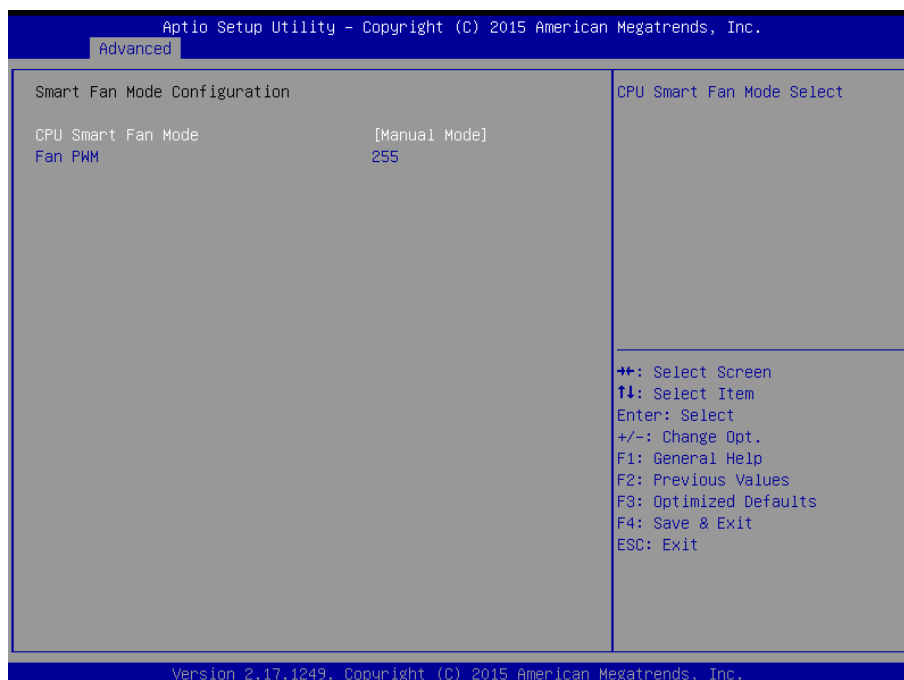 Aptio Setup Utility – Copyright (C) 2015 American Megatrends, Inc.
Advanced
Smart Fan Mode Configuration
CPU Smart Fan Mode [Manual Mode]
Fan PWM 255
CPU Smart Fan Mode Select
→←: Select Screen
↑↓: Select Item
Enter: Select
+/-: Change Opt.
F1: General Help
F2: Previous Values
F3: Optimized Defaults
F4: Save & Exit
ESC: Exit
Version 2.17.1249. Copyright (C) 2015 American Megatrends, Inc.